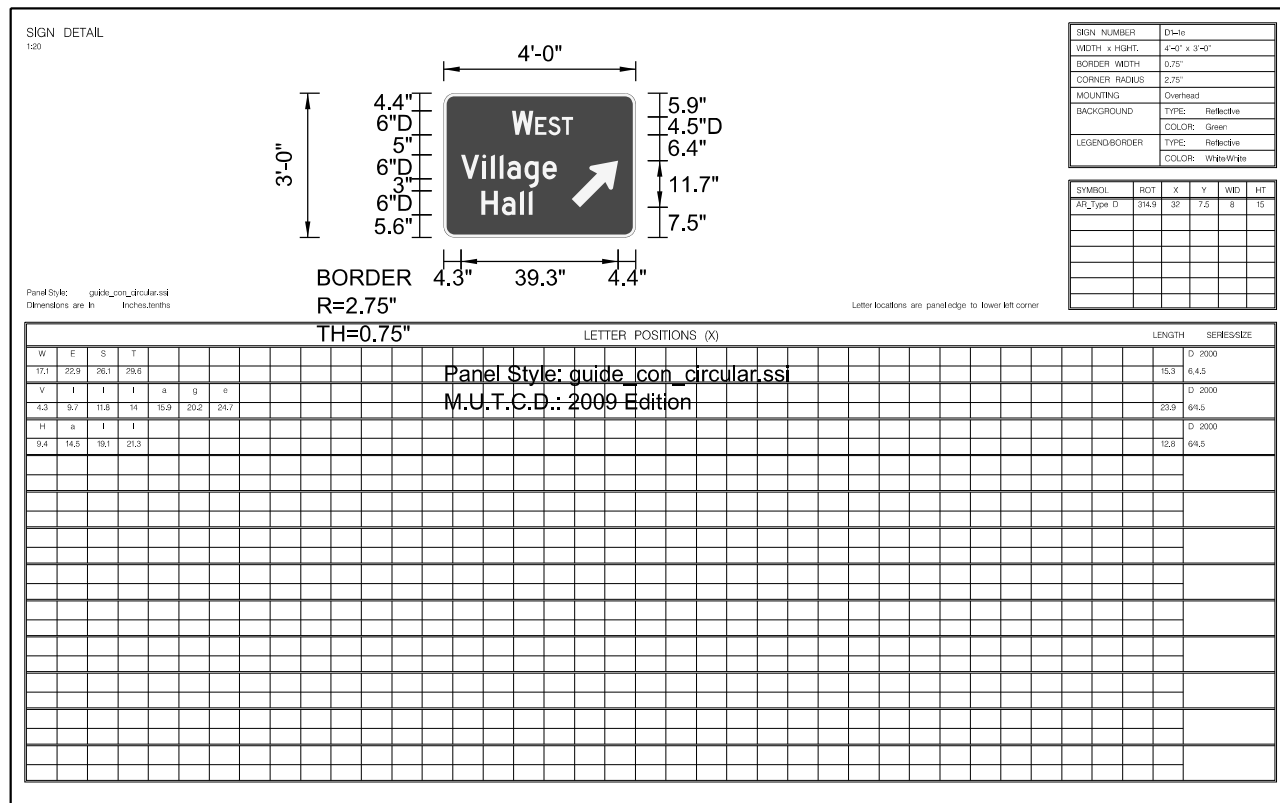 SIGN DETAIL
1:20
4'-0"
3'-0"
4.4"
6"D
5"
6"D
3"
6"D
5.6"
WEST
Village
Hall
5.9"
4.5"D
6.4"
11.7"
7.5"
4.3" 39.3" 4.4"
BORDER
R=2.75"
TH=0.75"
Panel Style: guide_con_circular.ssi
M.U.T.C.D.: 2009 Edition
SIGN NUMBER D1-1e
WIDTH x HGHT. 4'-0" x 3'-0"
BORDER WIDTH 0.75"
CORNER RADIUS 2.75"
MOUNTING Overhead
BACKGROUND TYPE: Reflective
COLOR: Green
LEGEND/BORDER TYPE: Reflective
COLOR: White/White
SYMBOL ROT X Y WID HT
AR_Type D 314.9 32 7.5 8 15
Panel Style: guide_con_circular.ssi
Dimensions are in inches.tenths
Letter locations are panel edge to lower left corner
LETTER POSITIONS (X) LENGTH SERIES/SIZE
W E S T D 2000
17.1 22.9 26.1 29.6 15.3 6,4.5
V i l l a g e D 2000
4.3 9.7 11.8 14 15.9 20.2 24.7 23.9 6/4.5
H a l l D 2000
9.4 14.5 19.1 21.3 12.8 6/4.5